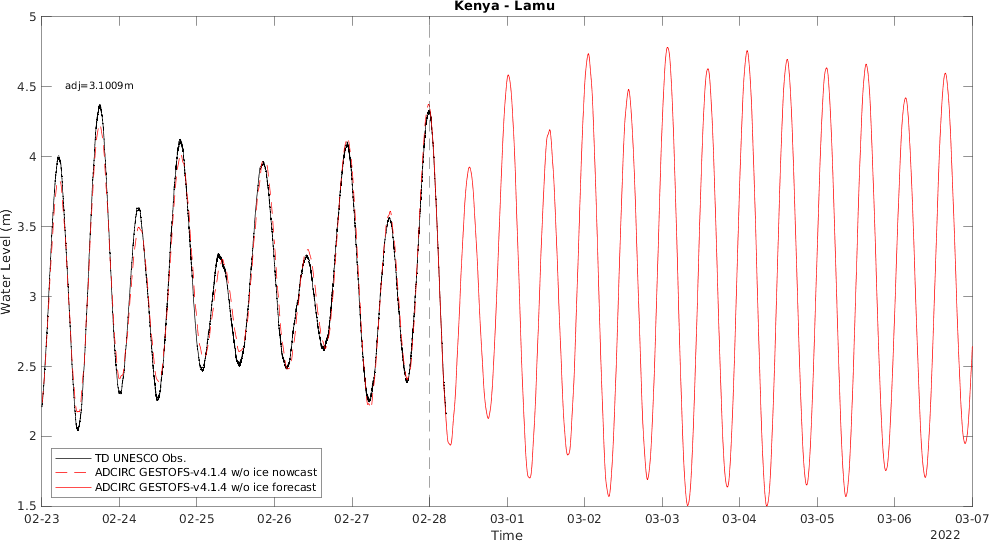 Kenya - Lamu
adj=3.1009m
Water Level (m)
5
4.5
4
3.5
3
2.5
2
1.5
TD UNESCO Obs.
ADCIRC GESTOFS-v4.1.4 w/o ice nowcast
ADCIRC GESTOFS-v4.1.4 w/o ice forecast
02-23 02-24 02-25 02-26 02-27 02-28 03-01 03-02 03-03 03-04 03-05 03-06 03-07
Time
2022